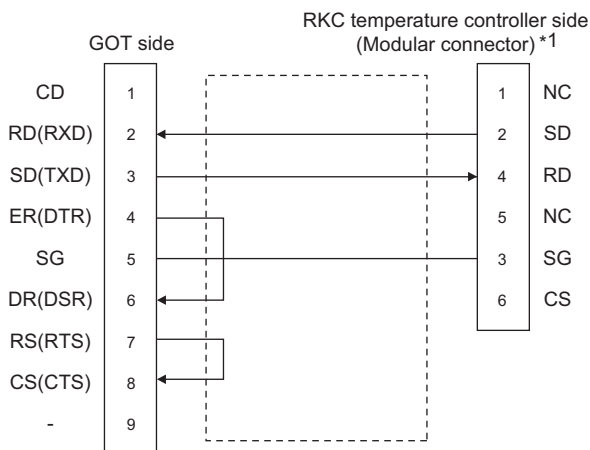 RKC temperature controller side
(Modular connector) *1
GOT side
CD 1 1 NC
RD(RXD) 2 2 SD
SD(TXD) 3 4 RD
ER(DTR) 4 5 NC
SG 5 3 SG
DR(DSR) 6 6 CS
RS(RTS) 7
CS(CTS) 8
- 9